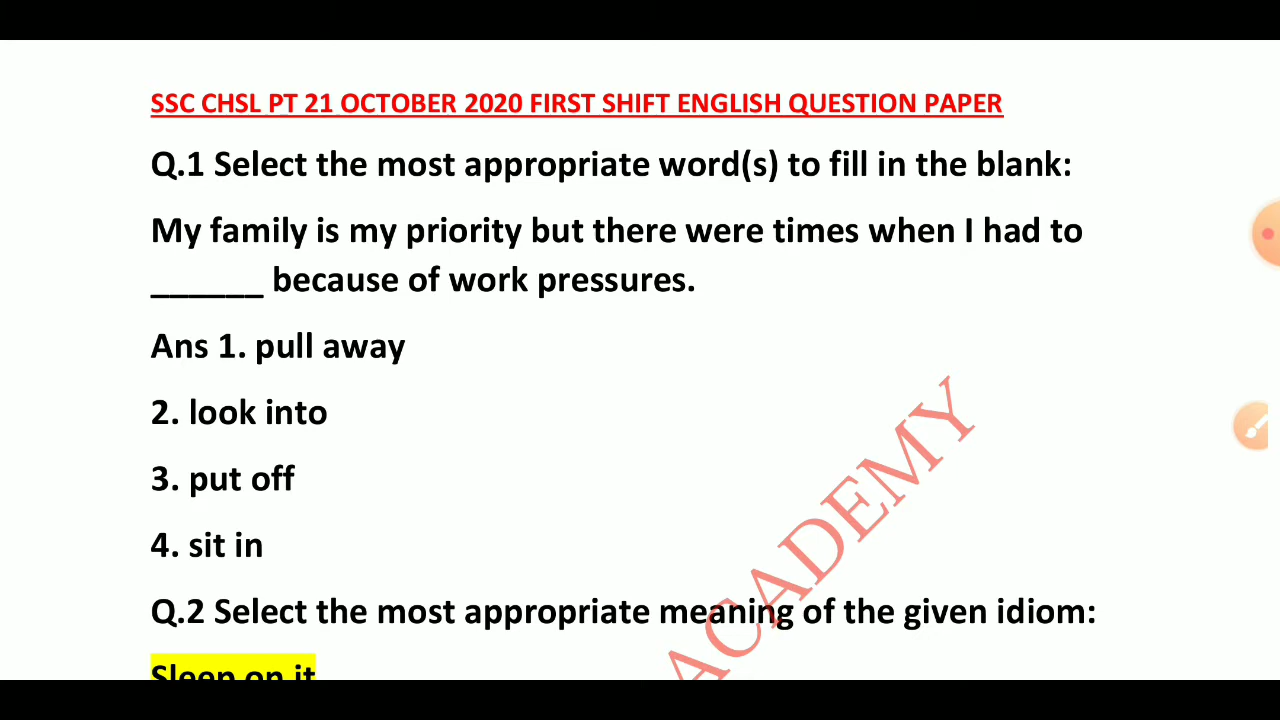 SSC CHSL PT 21 OCTOBER 2020 FIRST SHIFT ENGLISH QUESTION PAPER
Q.1 Select the most appropriate word(s) to fill in the blank:
My family is my priority but there were times when I had to
______ because of work pressures.
Ans 1. pull away
2. look into
3. put off
4. sit in
Q.2 Select the most appropriate meaning of the given idiom:
Sleep on it
ACADEMY